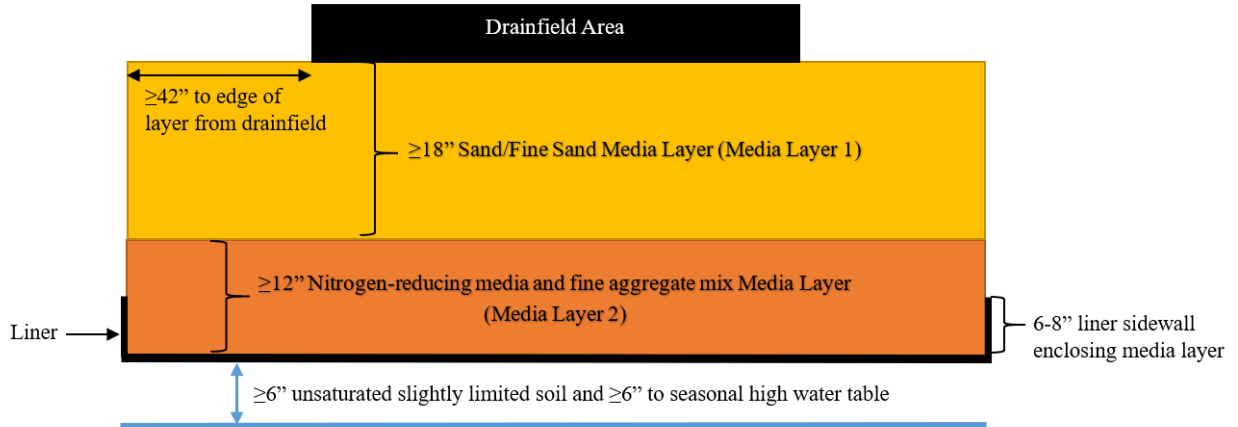 Drainfield Area
≥42” to edge of
layer from drainfield
≥18” Sand/Fine Sand Media Layer (Media Layer 1)
≥12” Nitrogen-reducing media and fine aggregate mix Media Layer
(Media Layer 2)
Liner
6-8” liner sidewall
enclosing media layer
≥6” unsaturated slightly limited soil and ≥6” to seasonal high water table